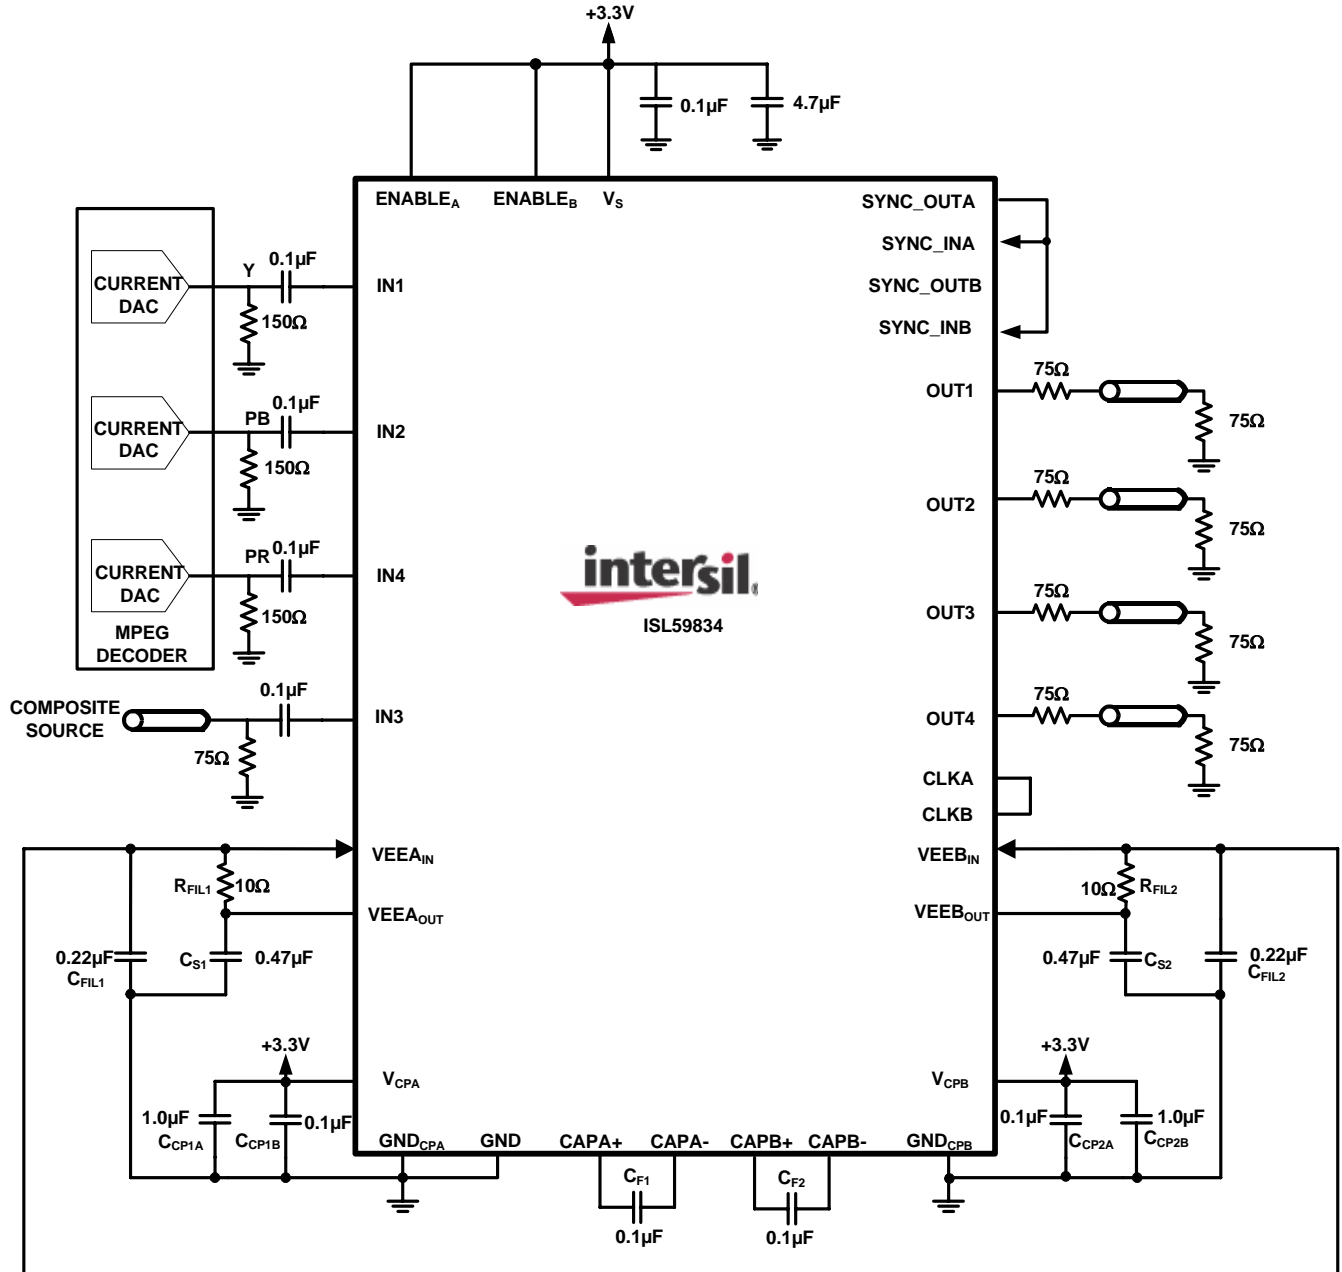 +3.3V
0.1µF
4.7µF
ENABLEA
ENABLEB
VS
SYNC_OUTA
SYNC_INA
SYNC_OUTB
SYNC_INB
CURRENT
DAC
Y
0.1µF
150Ω
IN1
CURRENT
DAC
PB
0.1µF
150Ω
IN2
CURRENT
DAC
PR
0.1µF
150Ω
IN4
MPEG
DECODER
COMPOSITE
SOURCE
0.1µF
75Ω
IN3
intersil®
ISL59834
OUT1
75Ω
75Ω
OUT2
75Ω
75Ω
OUT3
75Ω
75Ω
OUT4
75Ω
75Ω
CLKA
CLKB
VEEAIN
RFIL1
10Ω
VEEAOUT
0.22µF
CFIL1
CS1
0.47µF
VEEBIN
10Ω
RFIL2
VEEBOUT
0.47µF
CS2
0.22µF
CFIL2
+3.3V
VCPA
1.0µF
CCP1A
CCP1B
0.1µF
+3.3V
VCPB
0.1µF
CCP2A
1.0µF
CCP2B
GNDCPA
GND
CAPA+
CAPA-
CAPB+
CAPB-
GNDCPB
CF1
0.1µF
CF2
0.1µF